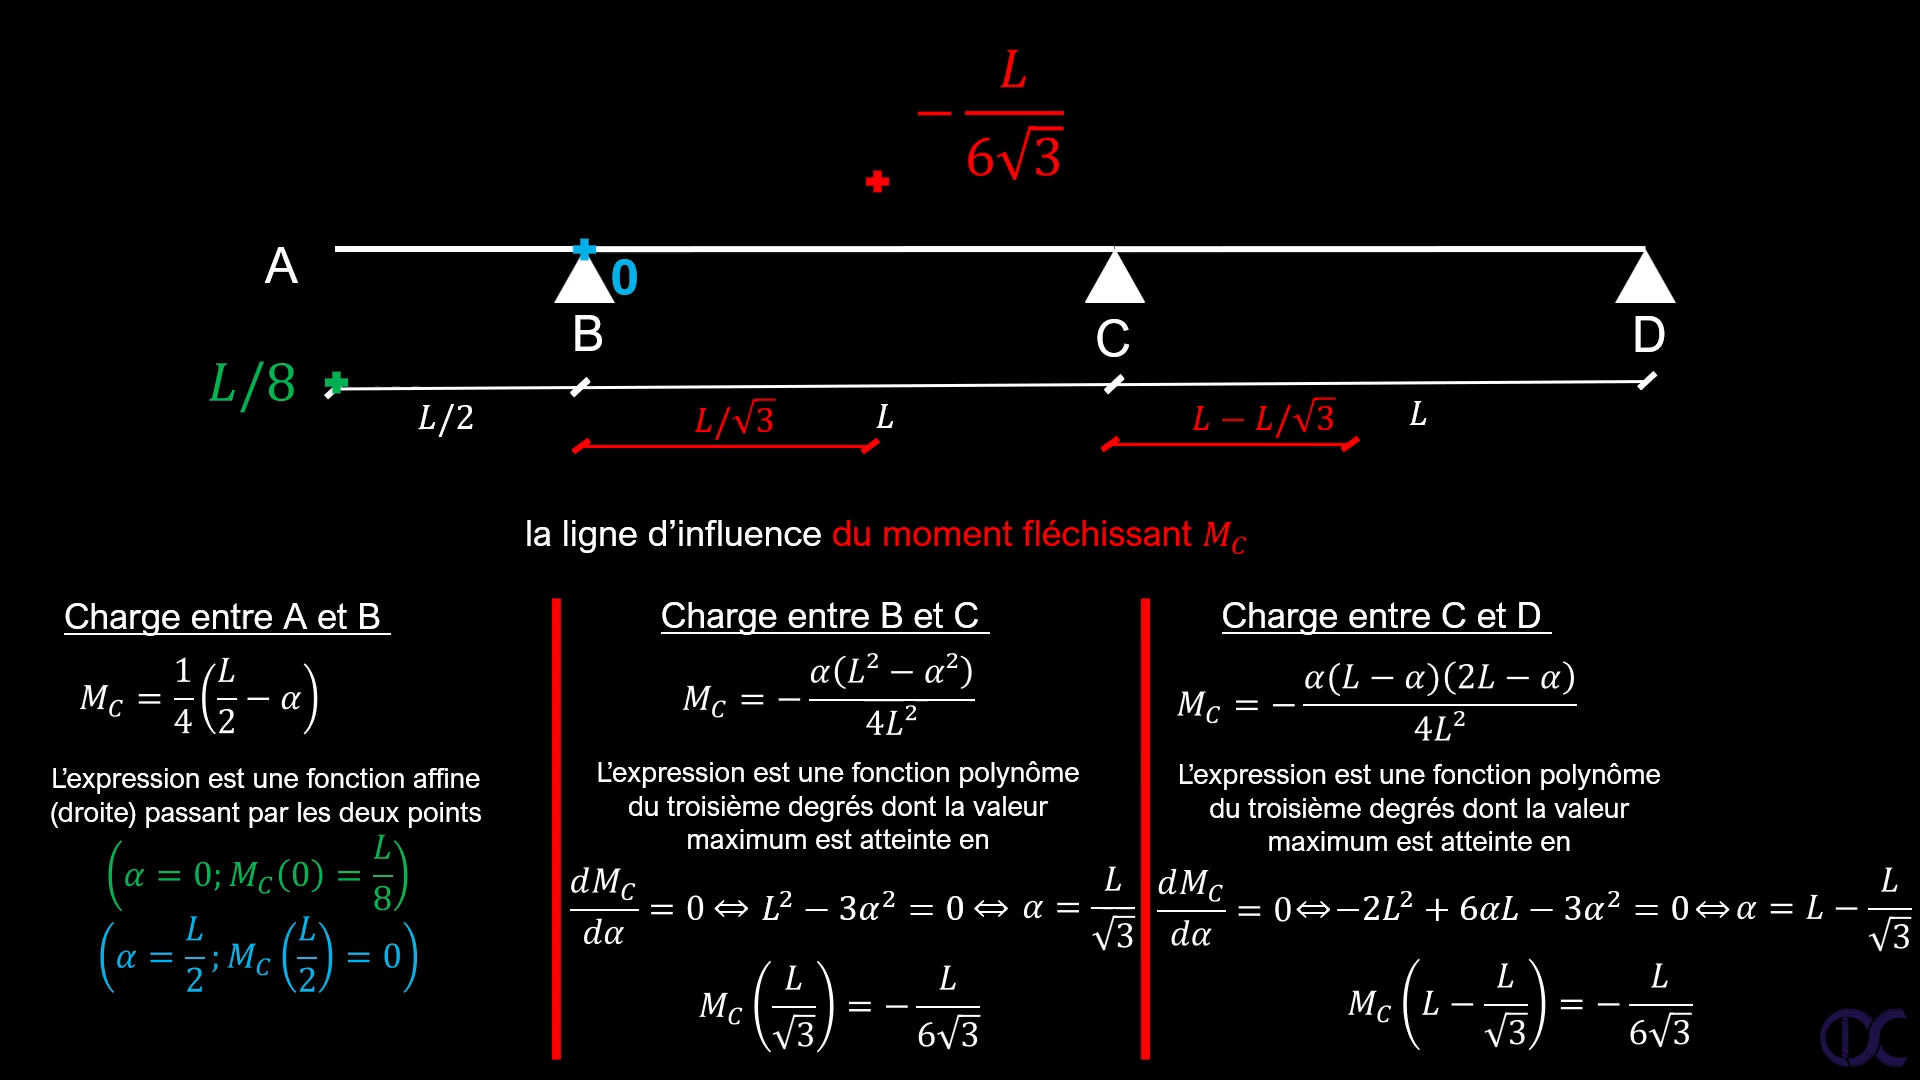 −L/(6√3)
A
0
B
C
D
L/8
L/2
L/√3
L
L − L/√3
L
la ligne d’influence du moment fléchissant M_C
Charge entre A et B
M_C = 1/4 (L/2 − α)
L’expression est une fonction affine
(droite) passant par les deux points
(α = 0; M_C(0) = L/8)
(α = L/2; M_C(L/2) = 0)
Charge entre B et C
M_C = − α(L² − α²)/4L²
L’expression est une fonction polynôme
du troisième degrés dont la valeur
maximum est atteinte en
dM_C/dα = 0 ⇔ L² − 3α² = 0 ⇔ α = L/√3
M_C(L/√3) = − L/(6√3)
Charge entre C et D
M_C = − α(L − α)(2L − α)/4L²
L’expression est une fonction polynôme
du troisième degrés dont la valeur
maximum est atteinte en
dM_C/dα = 0⇔−2L² + 6αL − 3α² = 0⇔α = L − L/√3
M_C(L − L/√3) = − L/(6√3)